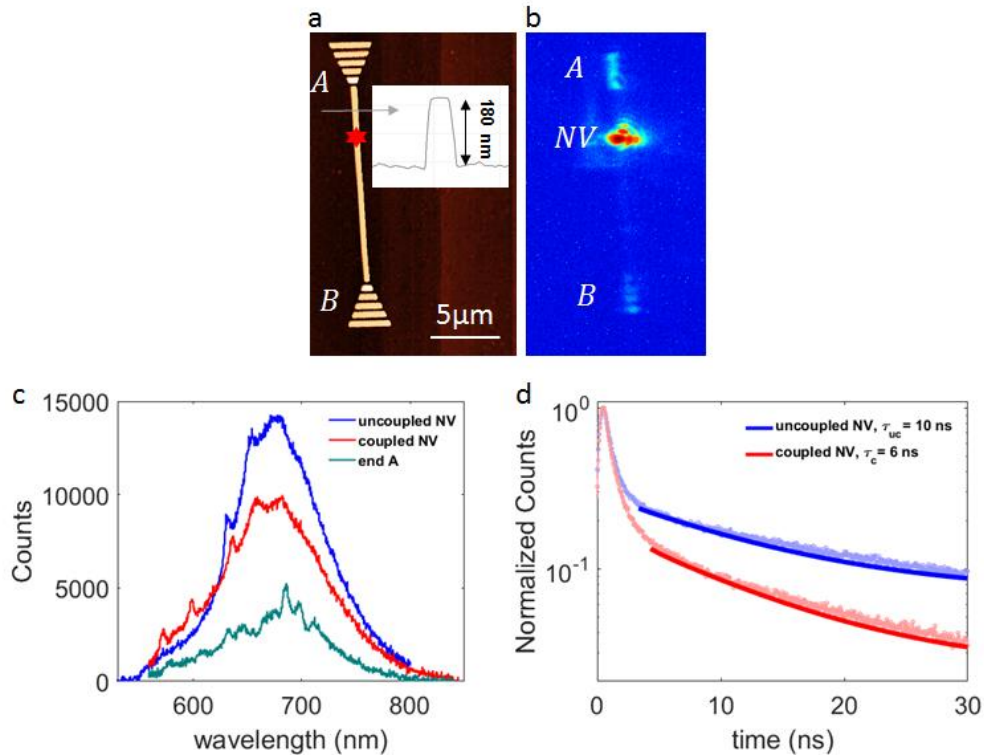 a
b
A
180 nm
B
5μm
A
NV
B
c
15000
10000
5000
0
Counts
600
700
800
wavelength (nm)
uncoupled NV
coupled NV
end A
d
10⁰
10⁻¹
Normalized Counts
0
10
20
30
time (ns)
uncoupled NV, τuc = 10 ns
coupled NV, τc = 6 ns